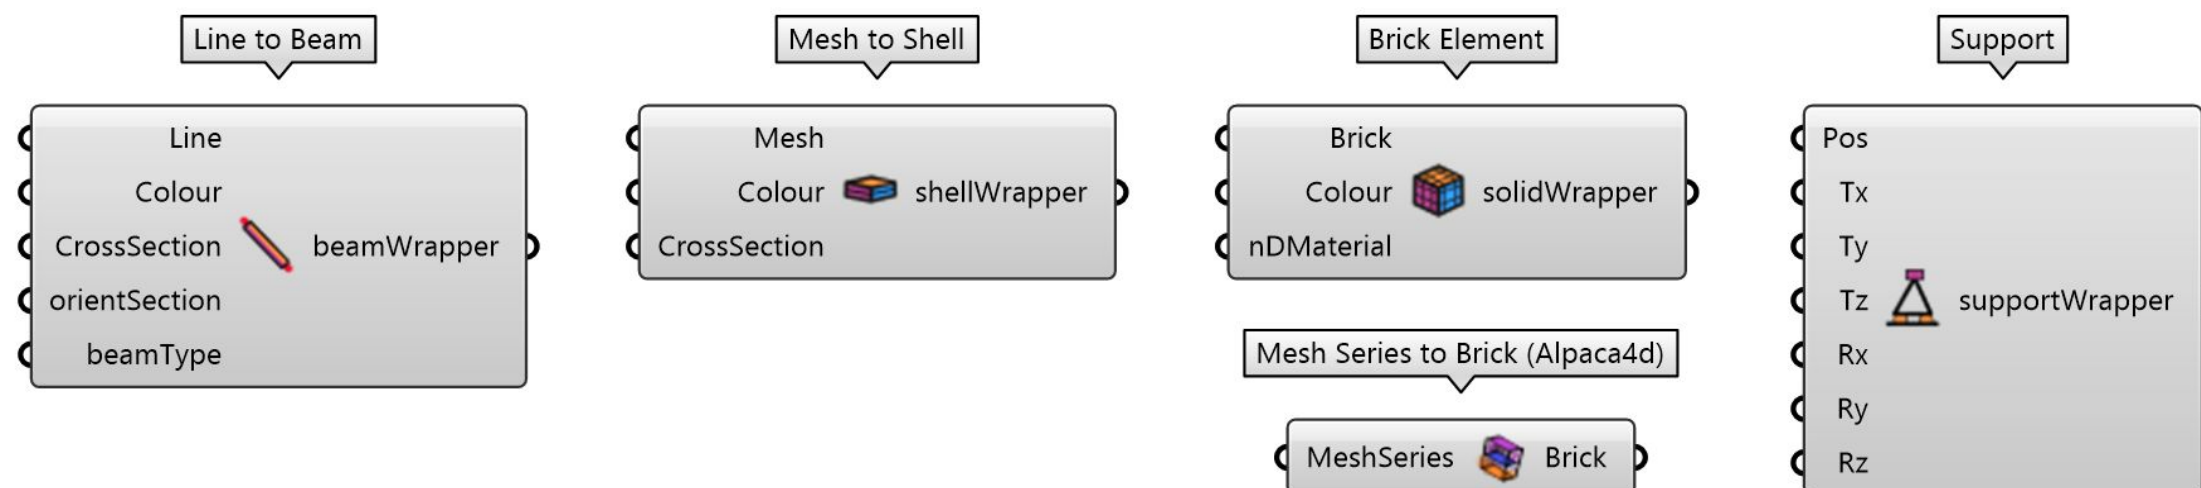 Line to Beam
Line
Colour
CrossSection
orientSection
beamType
beamWrapper
Mesh to Shell
Mesh
Colour
CrossSection
shellWrapper
Brick Element
Brick
Colour
nDMaterial
solidWrapper
Mesh Series to Brick (Alpaca4d)
MeshSeries
Brick
Support
Pos
Tx
Ty
Tz
Rx
Ry
Rz
supportWrapper